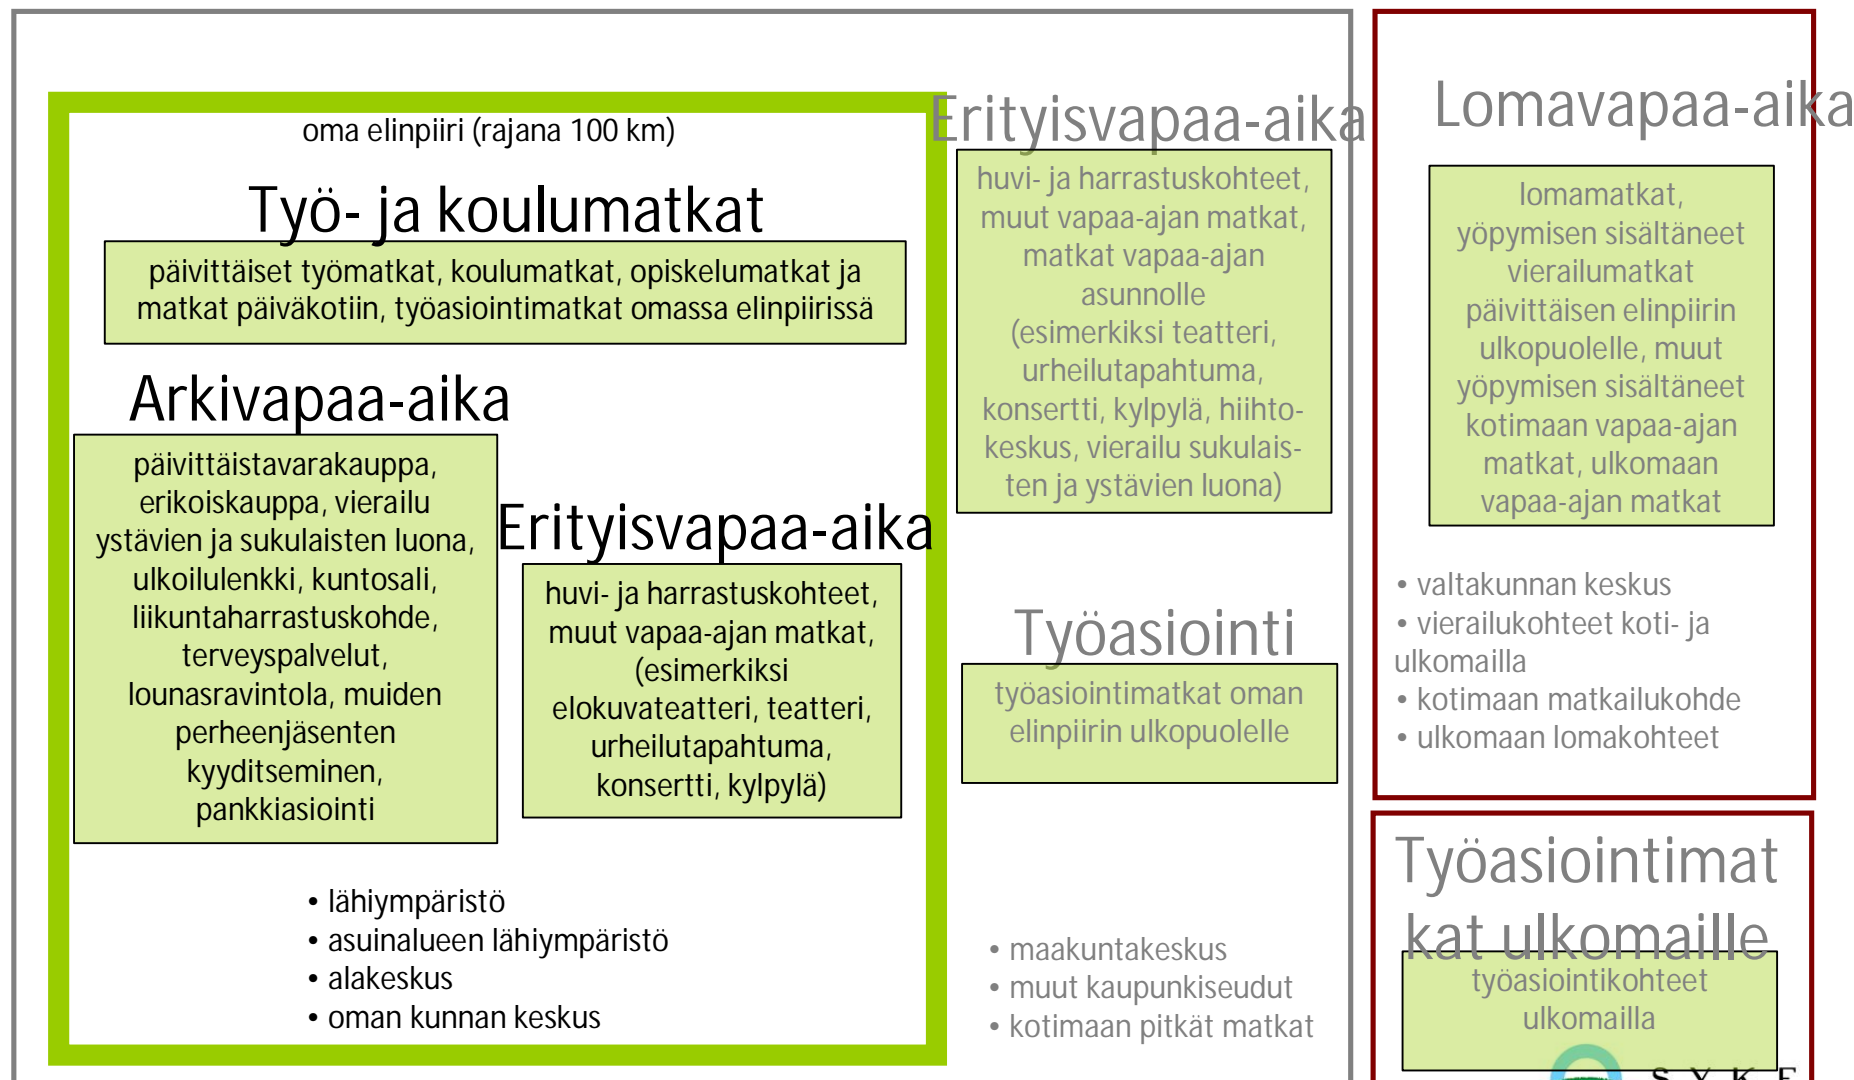 oma elinpiiri (rajana 100 km)
Työ- ja koulumatkat
päivittäiset työmatkat, koulumatkat, opiskelumatkat ja
matkat päiväkotiin, työasiointimatkat omassa elinpiirissä
Arkivapaa-aika
päivittäistavarakauppa,
erikoiskauppa, vierailu
ystävien ja sukulaisten luona,
ulkoilulenkki, kuntosali,
liikuntaharrastuskohde,
terveyspalvelut,
lounasravintola, muiden
perheenjäsenten
kyyditseminen,
pankkiasiointi
Erityisvapaa-aika
huvi- ja harrastuskohteet,
muut vapaa-ajan matkat,
(esimerkiksi
elokuvateatteri, teatteri,
urheilutapahtuma,
konsertti, kylpylä)
• lähiympäristö
• asuinalueen lähiympäristö
• alakeskus
• oman kunnan keskus
Erityisvapaa-aika
huvi- ja harrastuskohteet,
muut vapaa-ajan matkat,
matkat vapaa-ajan
asunnolle
(esimerkiksi teatteri,
urheilutapahtuma,
konsertti, kylpylä, hiihto-
keskus, vierailu sukulais-
ten ja ystävien luona)
Työasiointi
työasiointimatkat oman
elinpiirin ulkopuolelle
• maakuntakeskus
• muut kaupunkiseudut
• kotimaan pitkät matkat
Lomavapaa-aika
lomamatkat,
yöpymisen sisältäneet
vierailumatkat
päivittäisen elinpiirin
ulkopuolelle, muut
yöpymisen sisältäneet
kotimaan vapaa-ajan
matkat, ulkomaan
vapaa-ajan matkat
• valtakunnan keskus
• vierailukohteet koti- ja
ulkomailla
• kotimaan matkailukohde
• ulkomaan lomakohteet
Työasiointimat
kat ulkomaille
työasiointikohteet
ulkomailla
SYKE